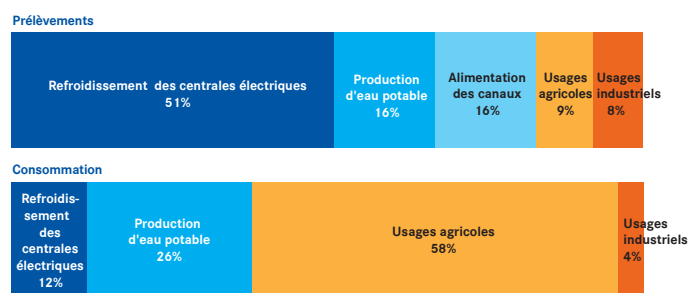 Prélèvements
Refroidissement des centrales électriques
51%
Production
d'eau potable
16%
Alimentation
des canaux
16%
Usages
agricoles
9%
Usages
industriels
8%
Consommation
Refroidis-
sement
des
centrales
électriques
12%
Production
d'eau potable
26%
Usages agricoles
58%
Usages
industriels
4%